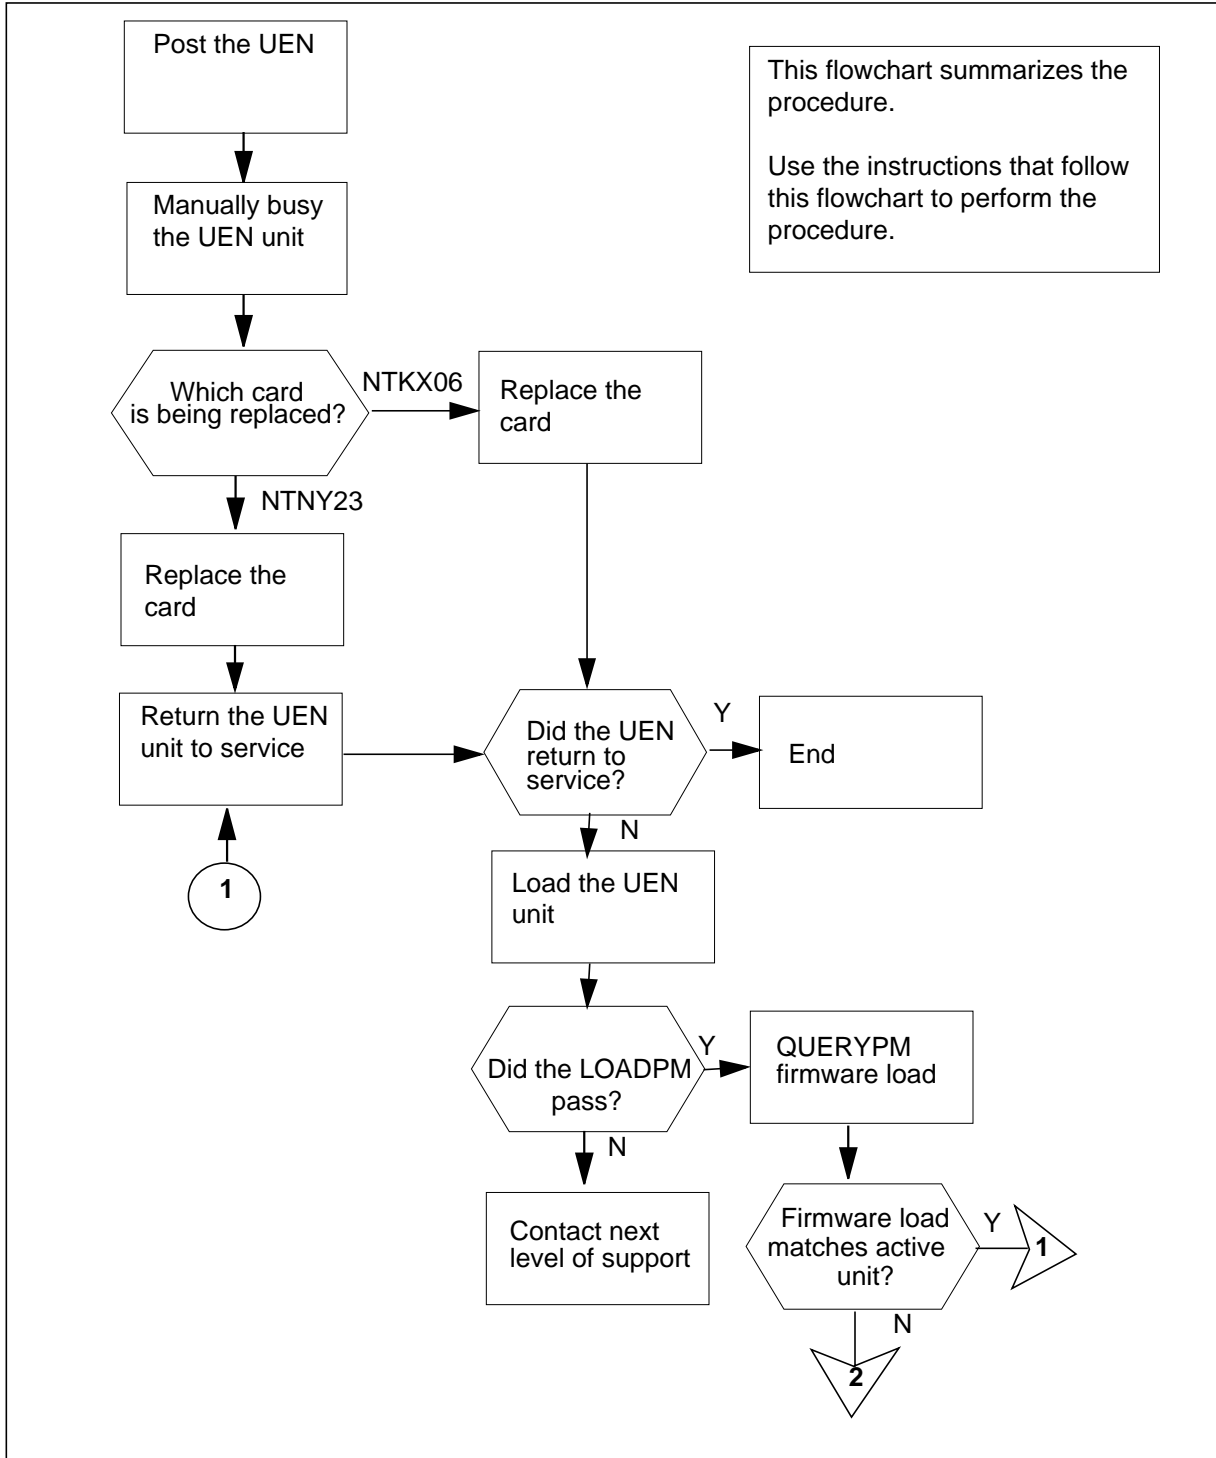 Post the UEN
This flowchart summarizes the
procedure.
Use the instructions that follow
this flowchart to perform the
procedure.
Manually busy
the UEN unit
Which card
is being replaced?
NTKX06
Replace the
card
NTNY23
Replace the
card
Return the UEN
unit to service
1
Did the UEN
return to
service?
Y
End
N
Load the UEN
unit
Did the LOADPM
pass?
Y
QUERYPM
firmware load
N
Contact next
level of support
Firmware load
matches active
unit?
Y
1
N
2